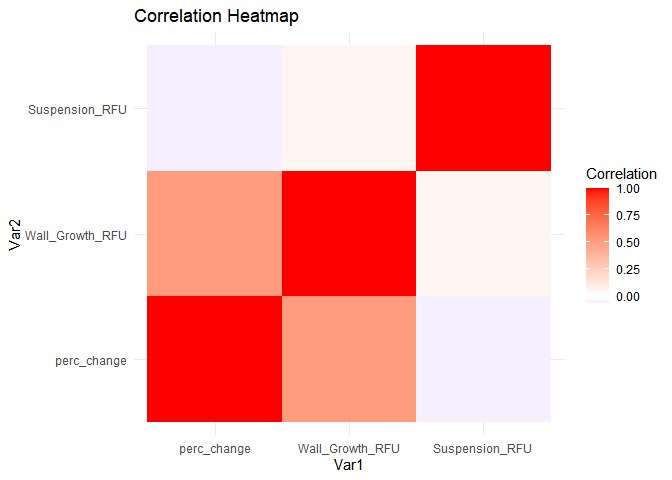 Correlation Heatmap
Suspension_RFU
Wall_Growth_RFU
perc_change
Var2
perc_change
Wall_Growth_RFU
Suspension_RFU
Var1
Correlation
1.00
0.75
0.50
0.25
0.00